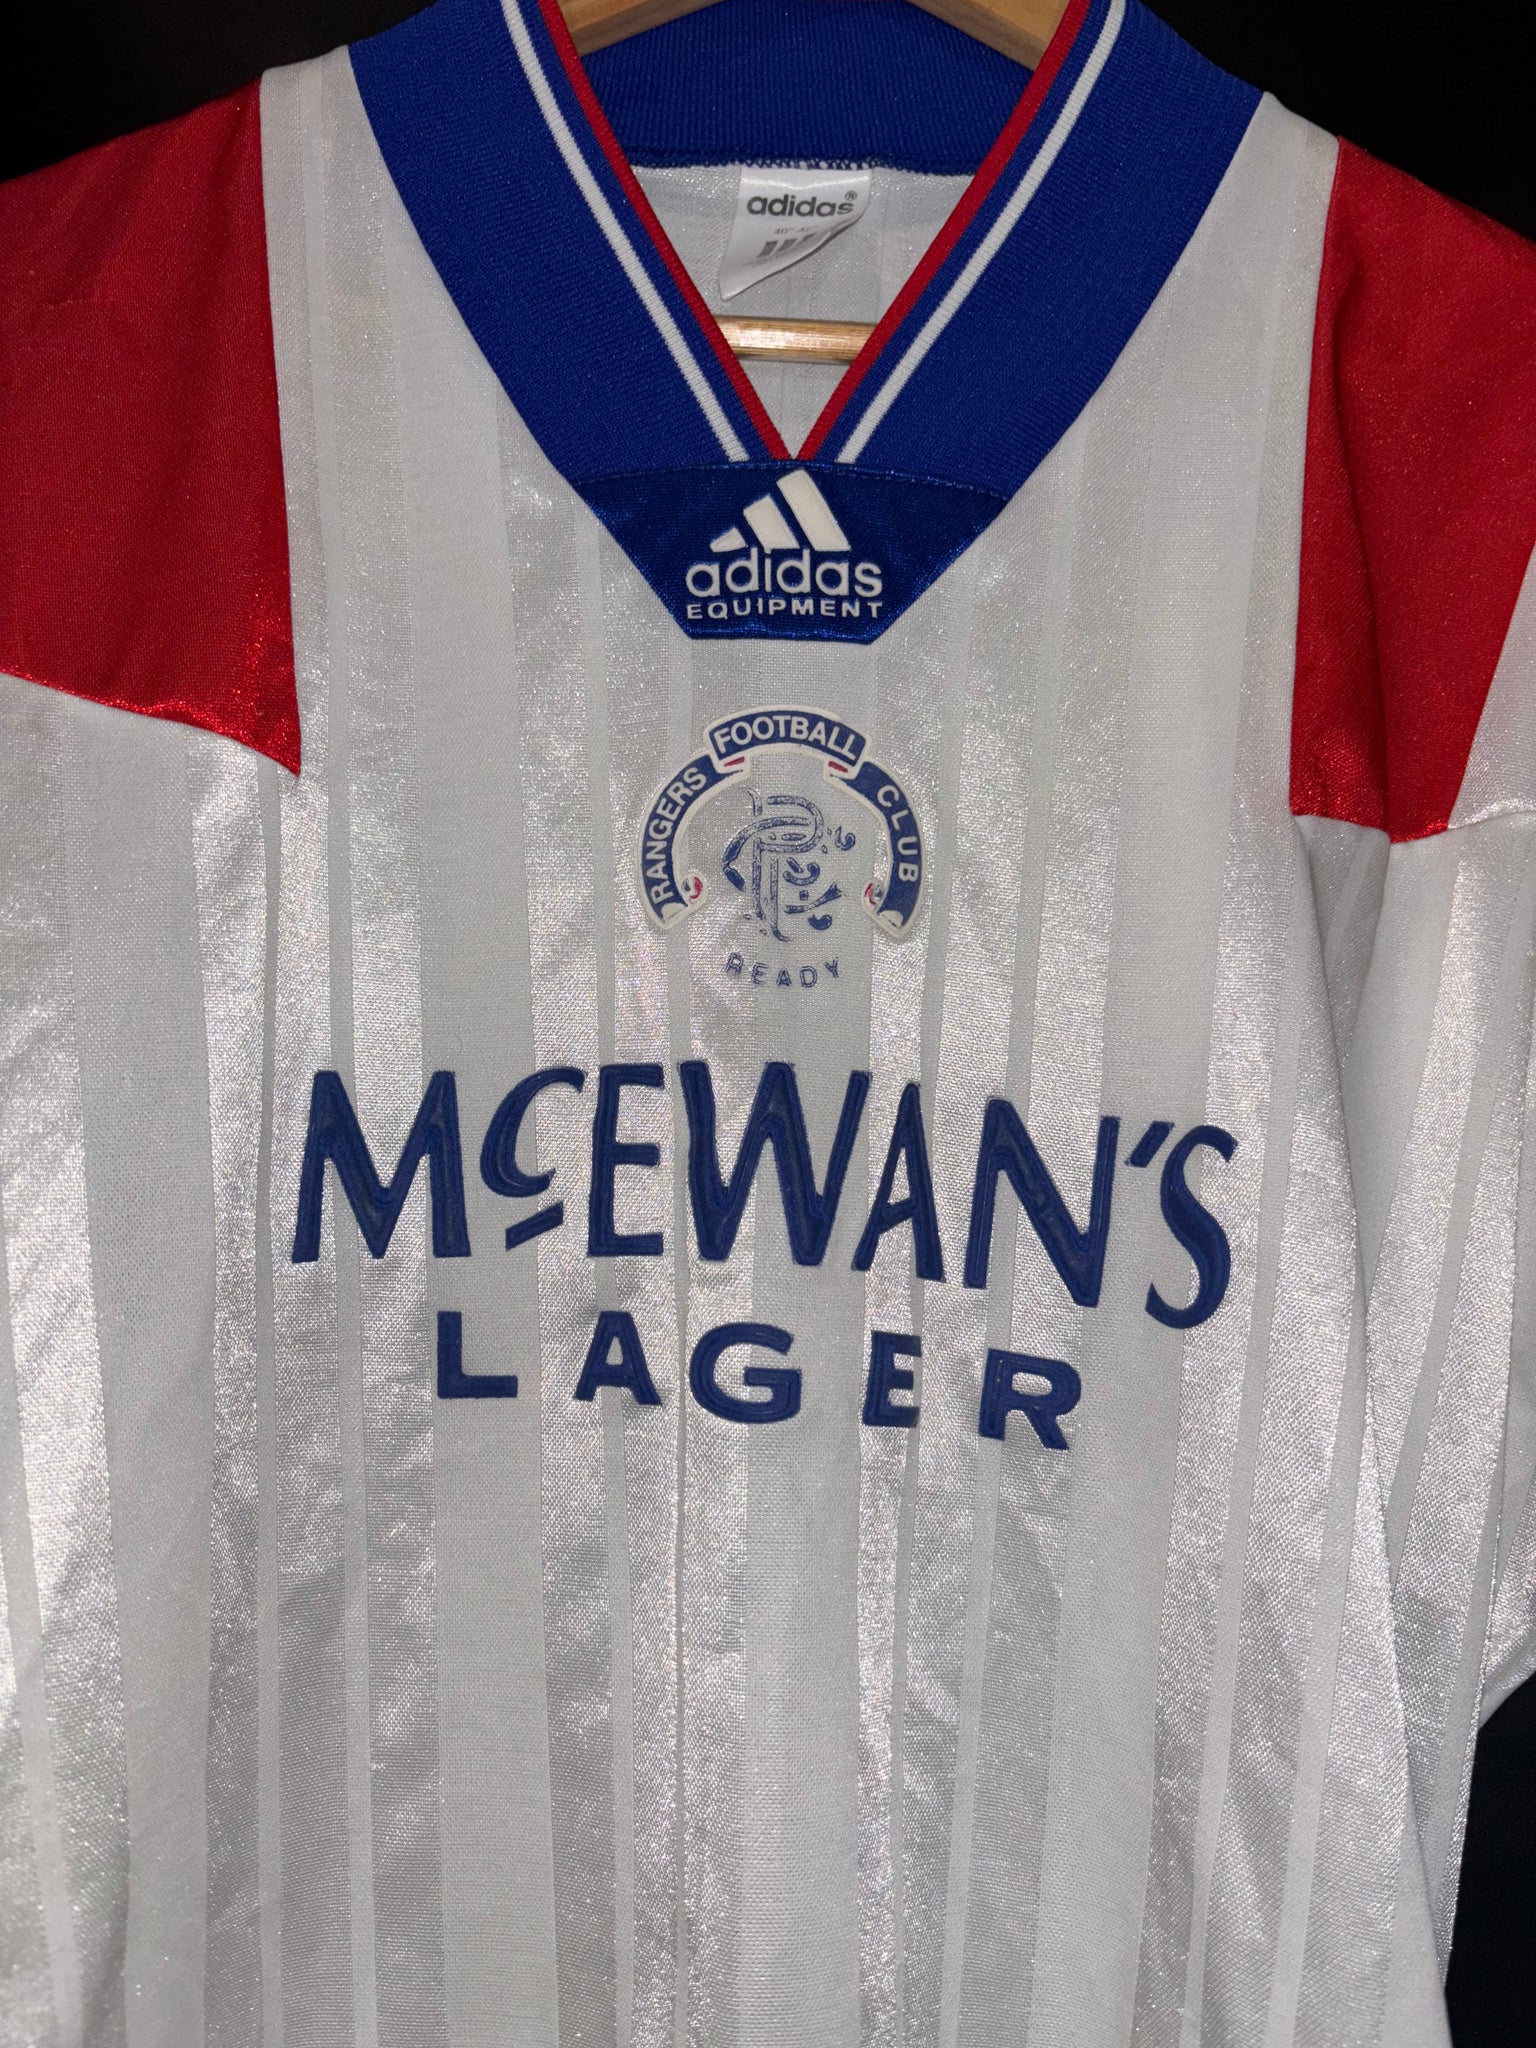 adidas®
adidas
EQUIPMENT
RANGERS FOOTBALL CLUB
READY
McEWAN'S
LAGER